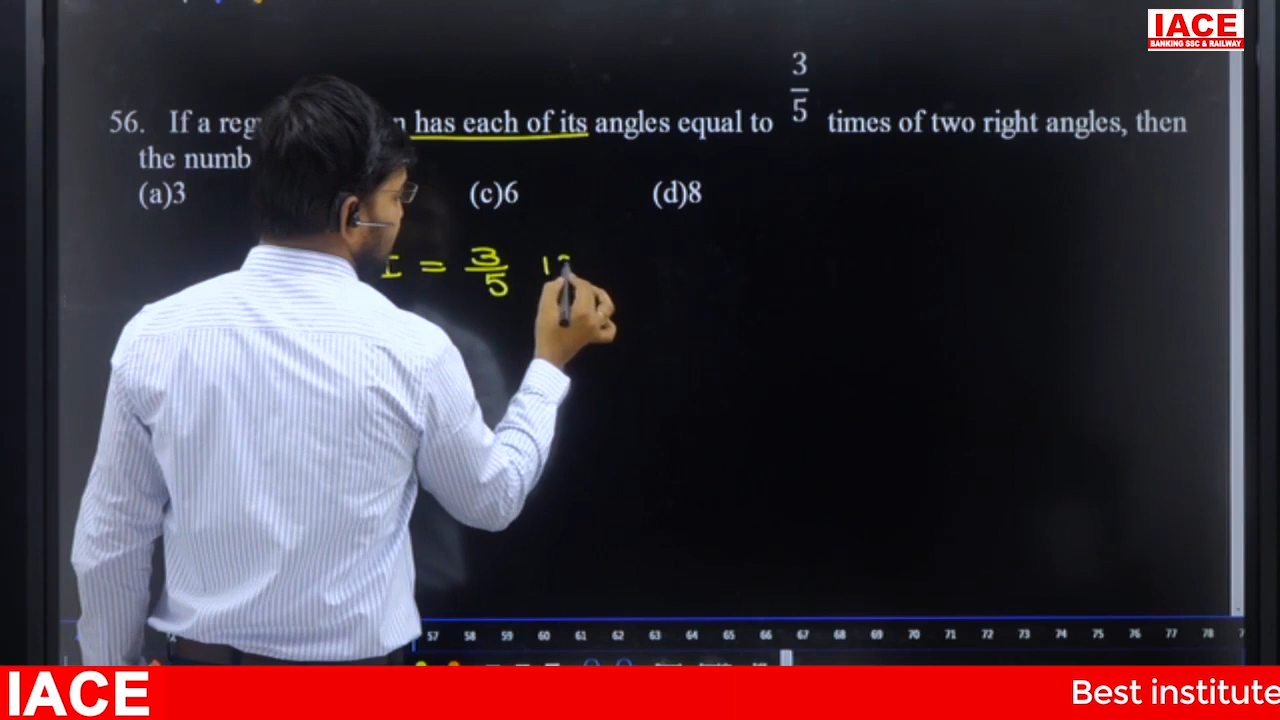 IACE
BANKING SSC & RAILWAY
56. If a reg has each of its angles equal to 3/5 times of two right angles, then
the numb
(a)3 (c)6 (d)8
I = 3/5
57 58 59 60 61 62 63 64 65 66 67 68 69 70 71 72 73 74 75 76 77 78
IACE
Best institute